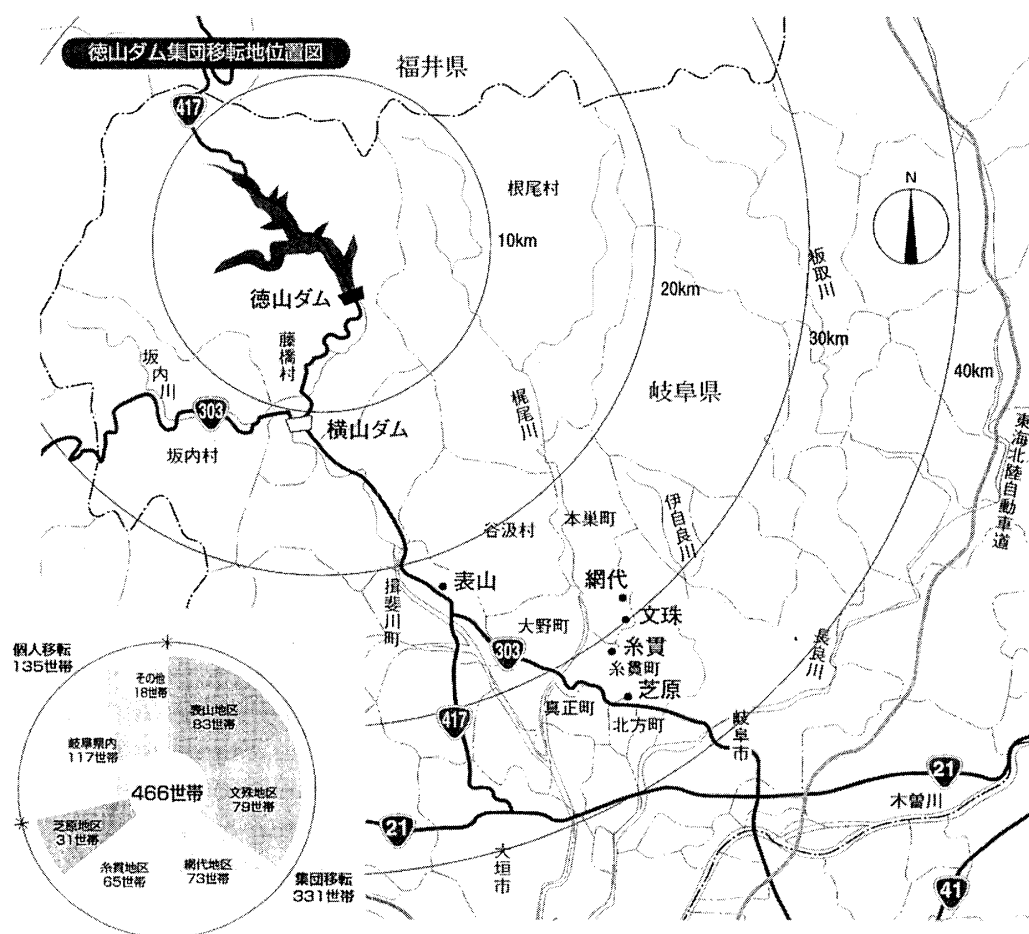 徳山ダム集団移転地位置図
福井県
417
根尾村
N
10km
板取川
20km
徳山ダム
30km
藤橋村
坂内川
40km
岐阜県
303
梶尾川
横山ダム
東海北陸自動車道
坂内村
伊自良川
本巣町
谷汲村
表山
網代
揖斐川町
文珠
大野町
303
糸貫
糸貫町
長良川
芝原
真正町
北方町
417
岐阜市
21
木曽川
21
大垣市
41
個人移転
135世帯
その他
18世帯
表山地区
83世帯
岐阜県内
117世帯
466世帯
文殊地区
79世帯
芝原地区
31世帯
糸貫地区
65世帯
網代地区
73世帯
集団移転
331世帯